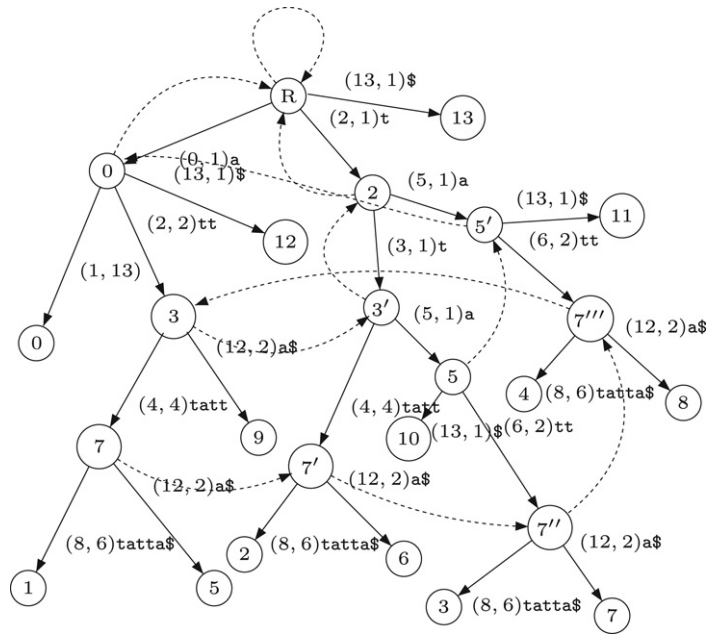 (13, 1)$
R
13
(2, 1)t
(0, 1)a
(13, 1)$
0
2
(5, 1)a
(13, 1)$
11
5′
(2, 2)tt
12
(3, 1)t
(6, 2)tt
(1, 13)
3
3′
(5, 1)a
7′′′
(12, 2)a$
0
(12, 2)a$
5
4
(8, 6)tatta$
8
(4, 4)tatt
9
(4, 4)tatt
10
(13, 1)$
(6, 2)tt
7
7′
(12, 2)a$
(12, 2)a$
7′′
(12, 2)a$
(8, 6)tatta$
2
(8, 6)tatta$
6
1
5
3
(8, 6)tatta$
7